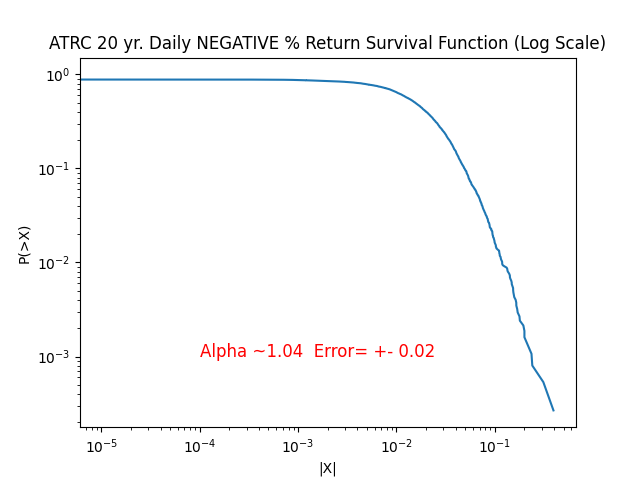 ATRC 20 yr. Daily NEGATIVE % Return Survival Function (Log Scale)
10⁰
10⁻¹
10⁻²
10⁻³
P(>X)
Alpha ~1.04  Error= +- 0.02
10⁻⁵ 10⁻⁴ 10⁻³ 10⁻² 10⁻¹
|X|